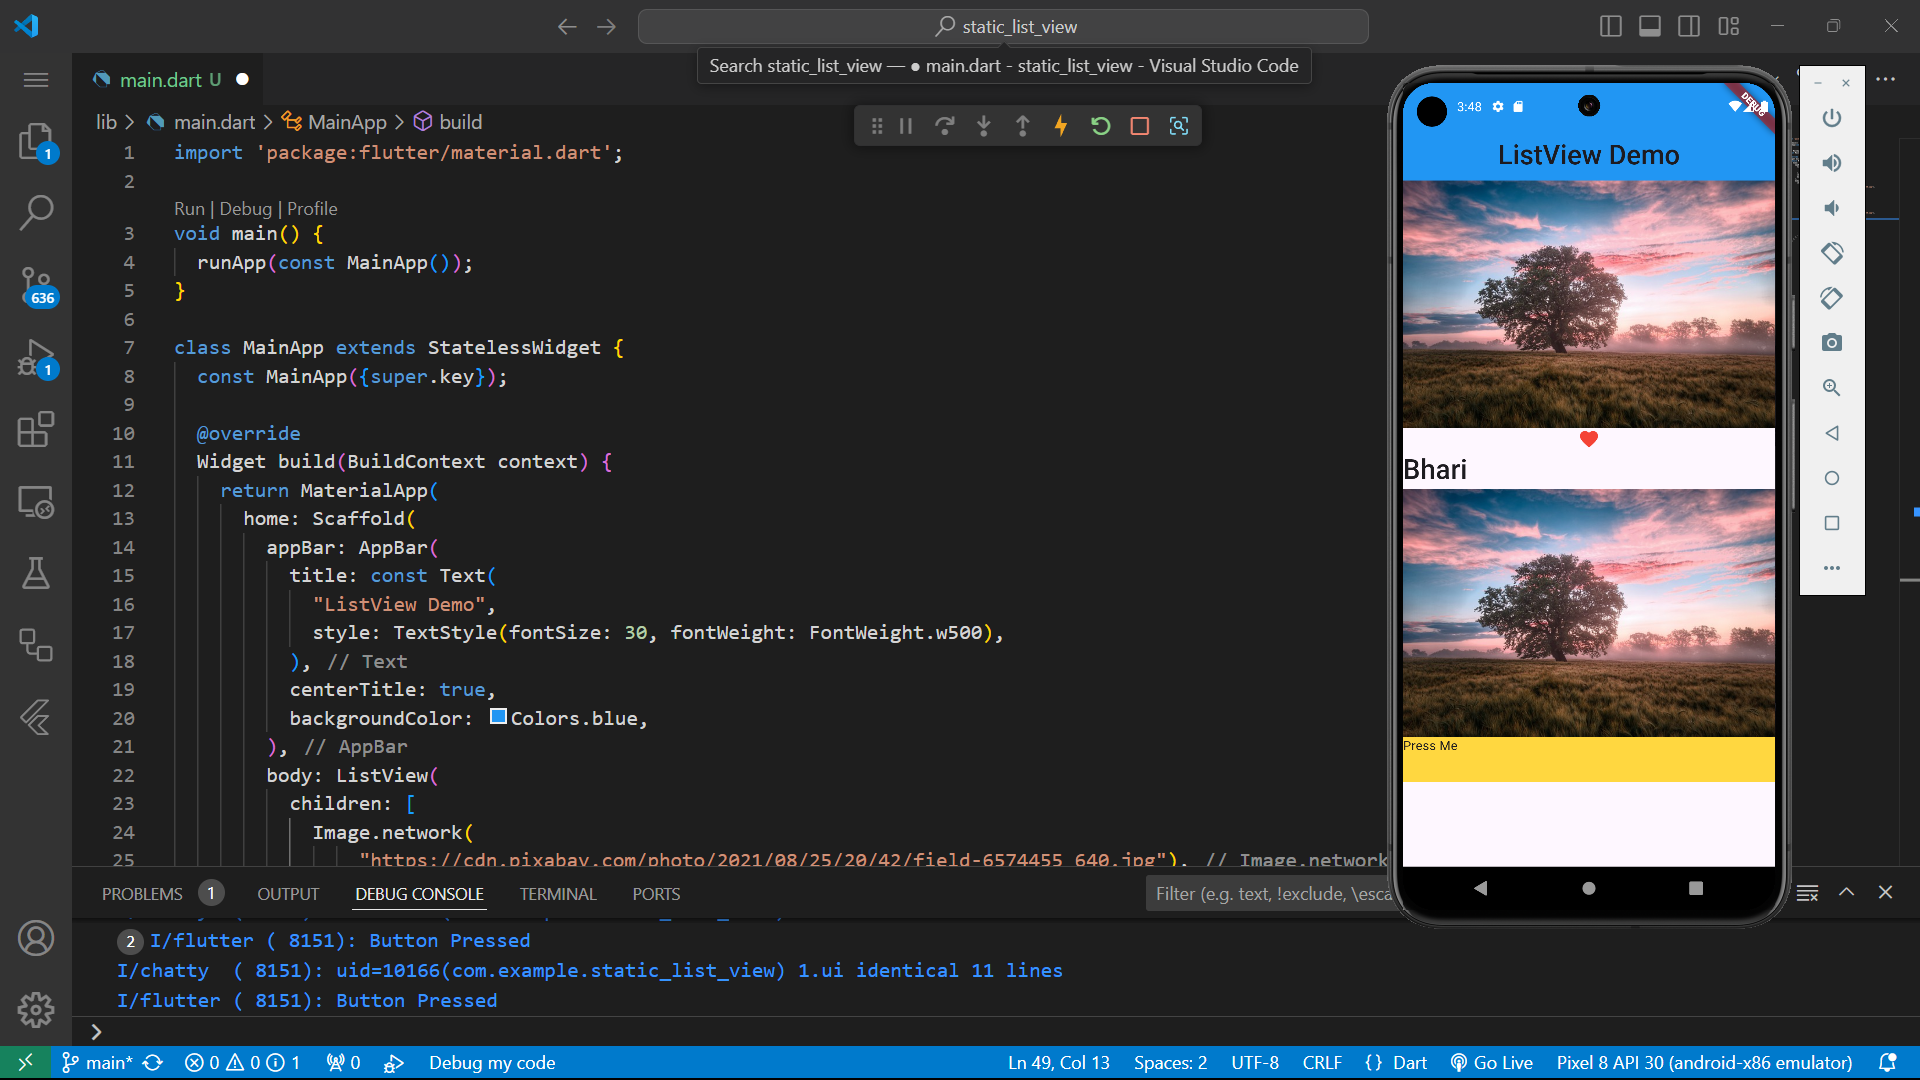 static_list_view
Search static_list_view — ● main.dart - static_list_view - Visual Studio Code
main.dart U
lib > main.dart > MainApp > build
1 import 'package:flutter/material.dart';
2
Run | Debug | Profile
3 void main() {
4 runApp(const MainApp());
5 }
6
7 class MainApp extends StatelessWidget {
8 const MainApp({super.key});
9
10 @override
11 Widget build(BuildContext context) {
12 return MaterialApp(
13 home: Scaffold(
14 appBar: AppBar(
15 title: const Text(
16 "ListView Demo",
17 style: TextStyle(fontSize: 30, fontWeight: FontWeight.w500),
18 ), // Text
19 centerTitle: true,
20 backgroundColor: Colors.blue,
21 ), // AppBar
22 body: ListView(
23 children: [
24 Image.network(
25 "https://cdn.pixabay.com/photo/2021/08/25/20/42/field-6574455_640.jpg"), // Image.network
1
636
1
3:48
DEBUG
ListView Demo
Bhari
Press Me
PROBLEMS 1 OUTPUT DEBUG CONSOLE TERMINAL PORTS
Filter (e.g. text, !exclude, \esca
2 I/flutter ( 8151): Button Pressed
I/chatty ( 8151): uid=10166(com.example.static_list_view) 1.ui identical 11 lines
I/flutter ( 8151): Button Pressed
>
main* 0 0 1 0 Debug my code
Ln 49, Col 13 Spaces: 2 UTF-8 CRLF {} Dart Go Live Pixel 8 API 30 (android-x86 emulator)